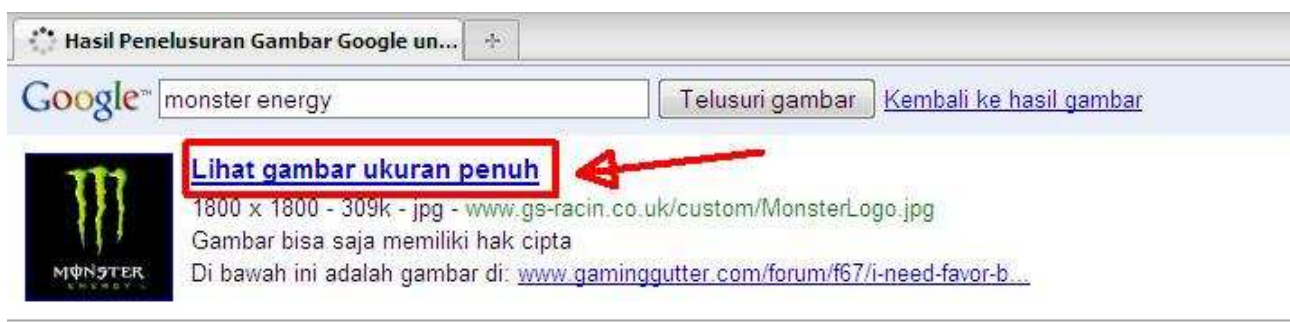 Hasil Penelusuran Gambar Google un...
Google™ monster energy Telusuri gambar Kembali ke hasil gambar
Lihat gambar ukuran penuh
1800 x 1800 - 309k - jpg - www.gs-racin.co.uk/custom/MonsterLogo.jpg
Gambar bisa saja memiliki hak cipta
Di bawah ini adalah gambar di: www.gaminggutter.com/forum/f67/i-need-favor-b...
MONSTER
ENERGY